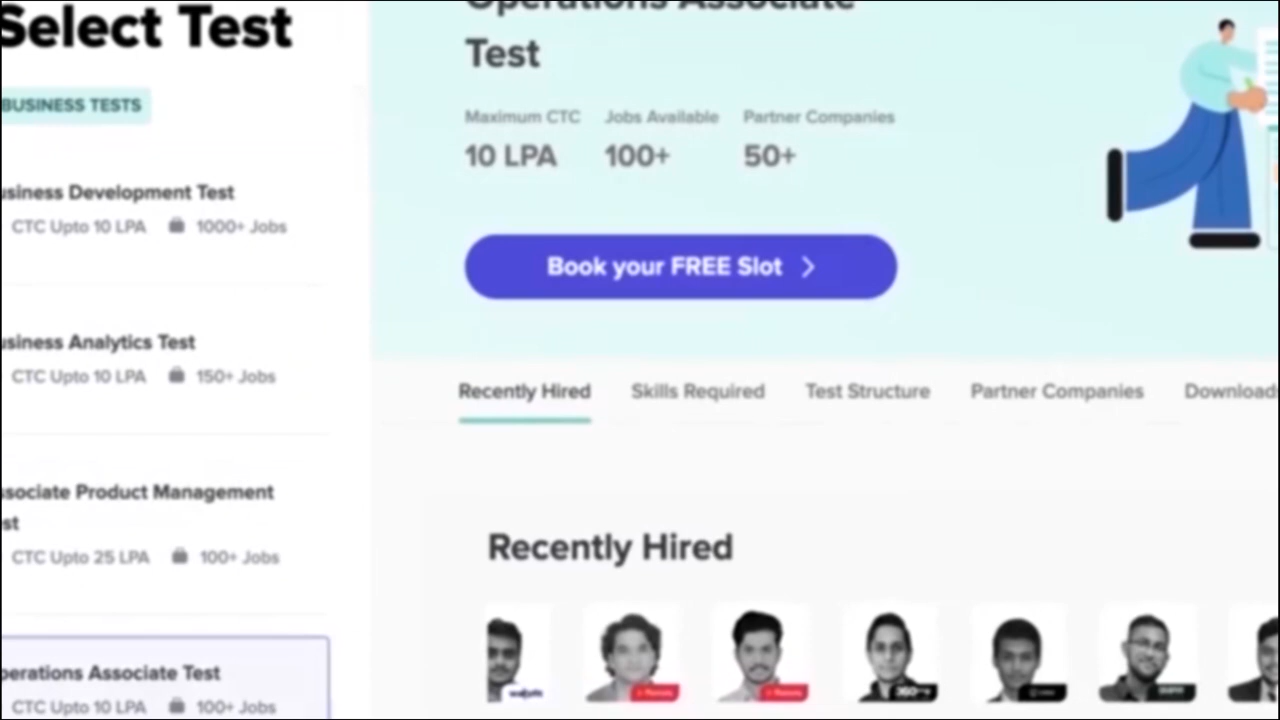 Select Test
BUSINESS TESTS
usiness Development Test
CTC Upto 10 LPA 1000+ Jobs
usiness Analytics Test
CTC Upto 10 LPA 150+ Jobs
ssociate Product Management
st
CTC Upto 25 LPA 100+ Jobs
perations Associate Test
CTC Upto 10 LPA 100+ Jobs
Operations Associate
Test
Maximum CTC Jobs Available Partner Companies
10 LPA 100+ 50+
Book your FREE Slot
Recently Hired Skills Required Test Structure Partner Companies Download
Recently Hired